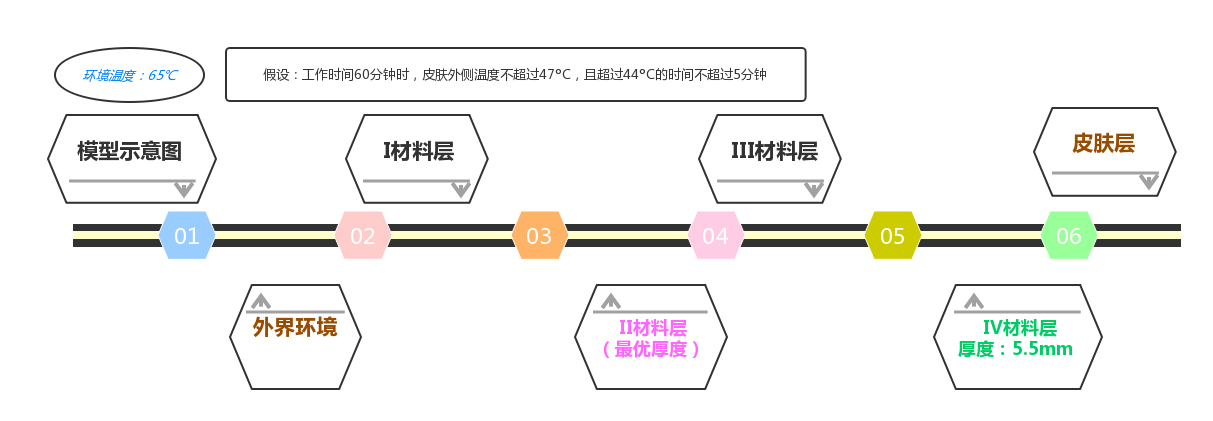 环境温度：65℃
假设：工作时间60分钟时，皮肤外侧温度不超过47°C，且超过44°C的时间不超过5分钟
模型示意图
I材料层
III材料层
皮肤层
01
02
03
04
05
06
外界环境
II材料层
（最优厚度）
IV材料层
厚度：5.5mm